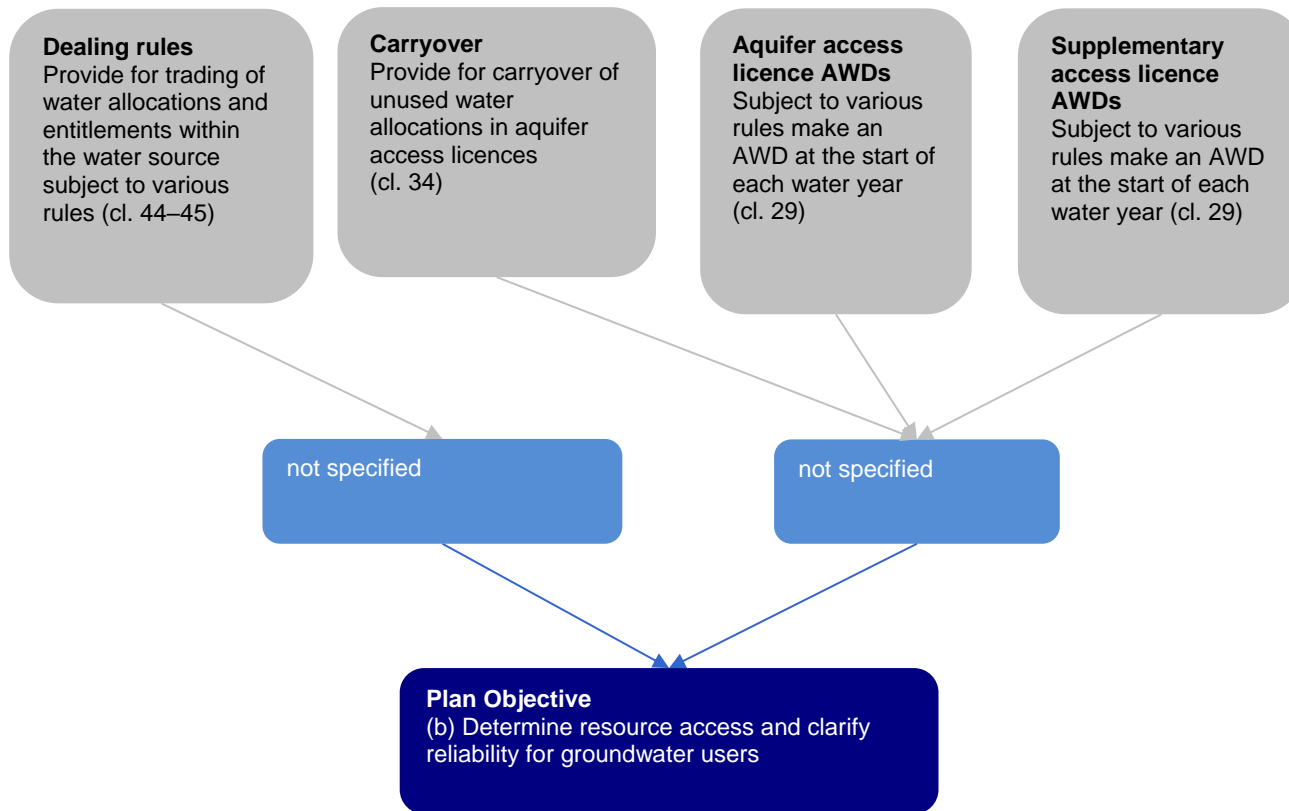 Dealing rules
Provide for trading of
water allocations and
entitlements within
the water source
subject to various
rules (cl. 44–45)
Carryover
Provide for carryover of
unused water
allocations in aquifer
access licences
(cl. 34)
Aquifer access
licence AWDs
Subject to various
rules make an
AWD at the start of
each water year
(cl. 29)
Supplementary
access licence
AWDs
Subject to various
rules make an AWD
at the start of each
water year (cl. 29)
not specified
not specified
Plan Objective
(b) Determine resource access and clarify
reliability for groundwater users